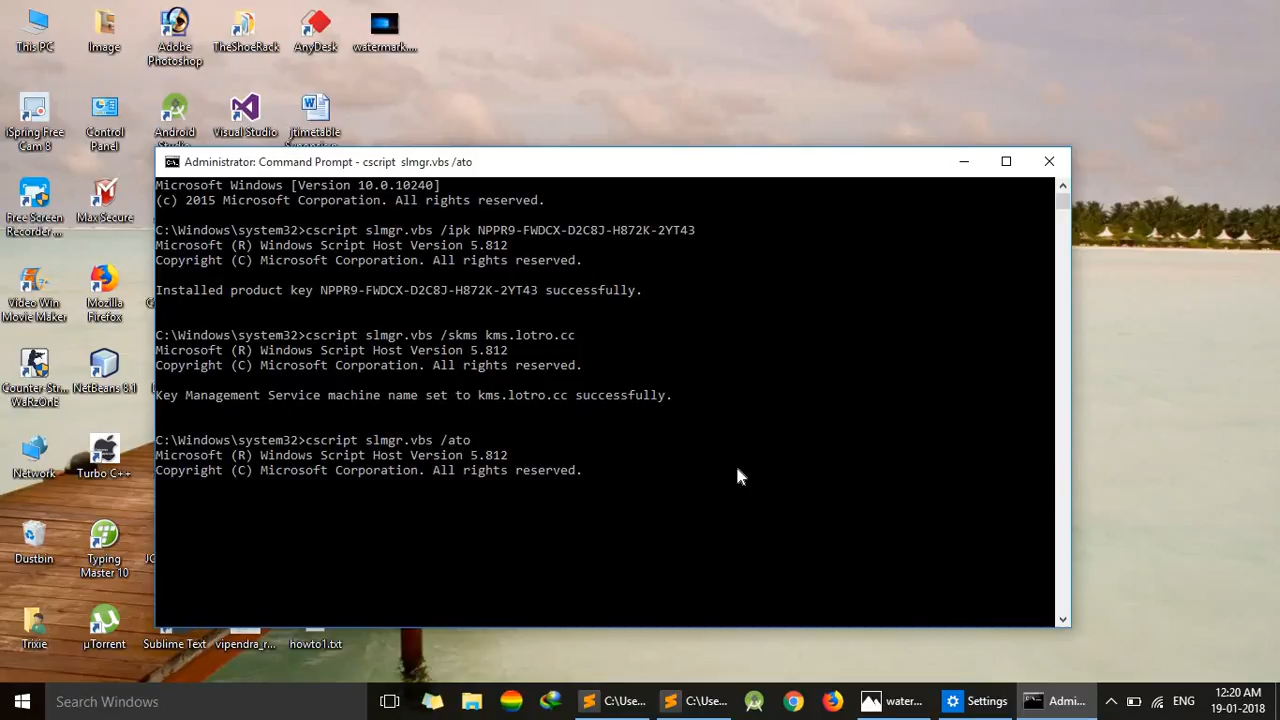 This PC
Image
Adobe
Photoshop
TheShoeRack
AnyDesk
watermark....
iSpring Free
Cam 8
Control
Panel
Android
Studio
Visual Studio
jtimetable
Free Screen
Recorder ...
Max Secure
Video Win
Movie Maker
Mozilla
Firefox
Counter-Str...
WaRzOnE
NetBeans 8.1
Network
Turbo C++
Dustbin
Typing
Master 10
Trixie
µTorrent
Sublime Text
vipendra_r...
howto1.txt
Administrator: Command Prompt - cscript slmgr.vbs /ato
Microsoft Windows [Version 10.0.10240]
(c) 2015 Microsoft Corporation. All rights reserved.
C:\Windows\system32>cscript slmgr.vbs /ipk NPPR9-FWDCX-D2C8J-H872K-2YT43
Microsoft (R) Windows Script Host Version 5.812
Copyright (C) Microsoft Corporation. All rights reserved.
Installed product key NPPR9-FWDCX-D2C8J-H872K-2YT43 successfully.
C:\Windows\system32>cscript slmgr.vbs /skms kms.lotro.cc
Microsoft (R) Windows Script Host Version 5.812
Copyright (C) Microsoft Corporation. All rights reserved.
Key Management Service machine name set to kms.lotro.cc successfully.
C:\Windows\system32>cscript slmgr.vbs /ato
Microsoft (R) Windows Script Host Version 5.812
Copyright (C) Microsoft Corporation. All rights reserved.
Search Windows
C:\Use...
C:\Use...
water...
Settings
Admi...
ENG
12:20 AM
19-01-2018